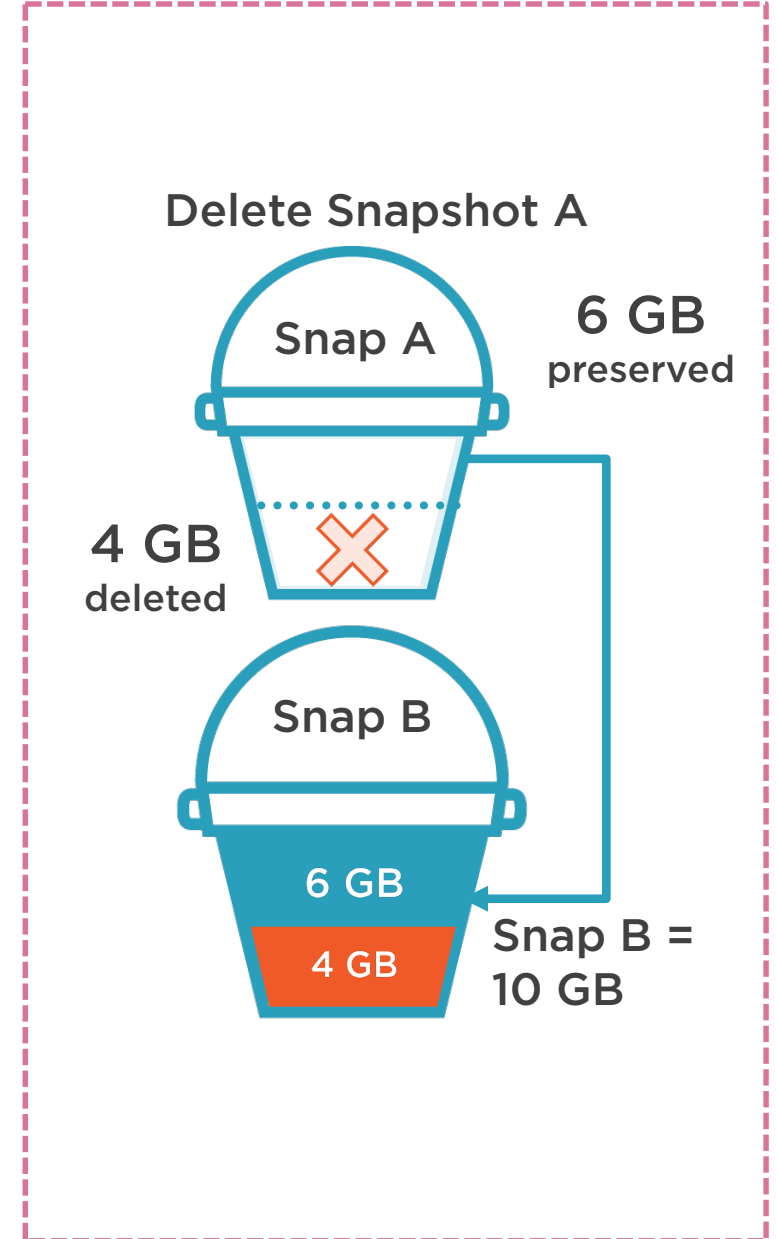 Delete Snapshot A
Snap A
6 GB
preserved
4 GB
deleted
Snap B
6 GB
4 GB
Snap B =
10 GB